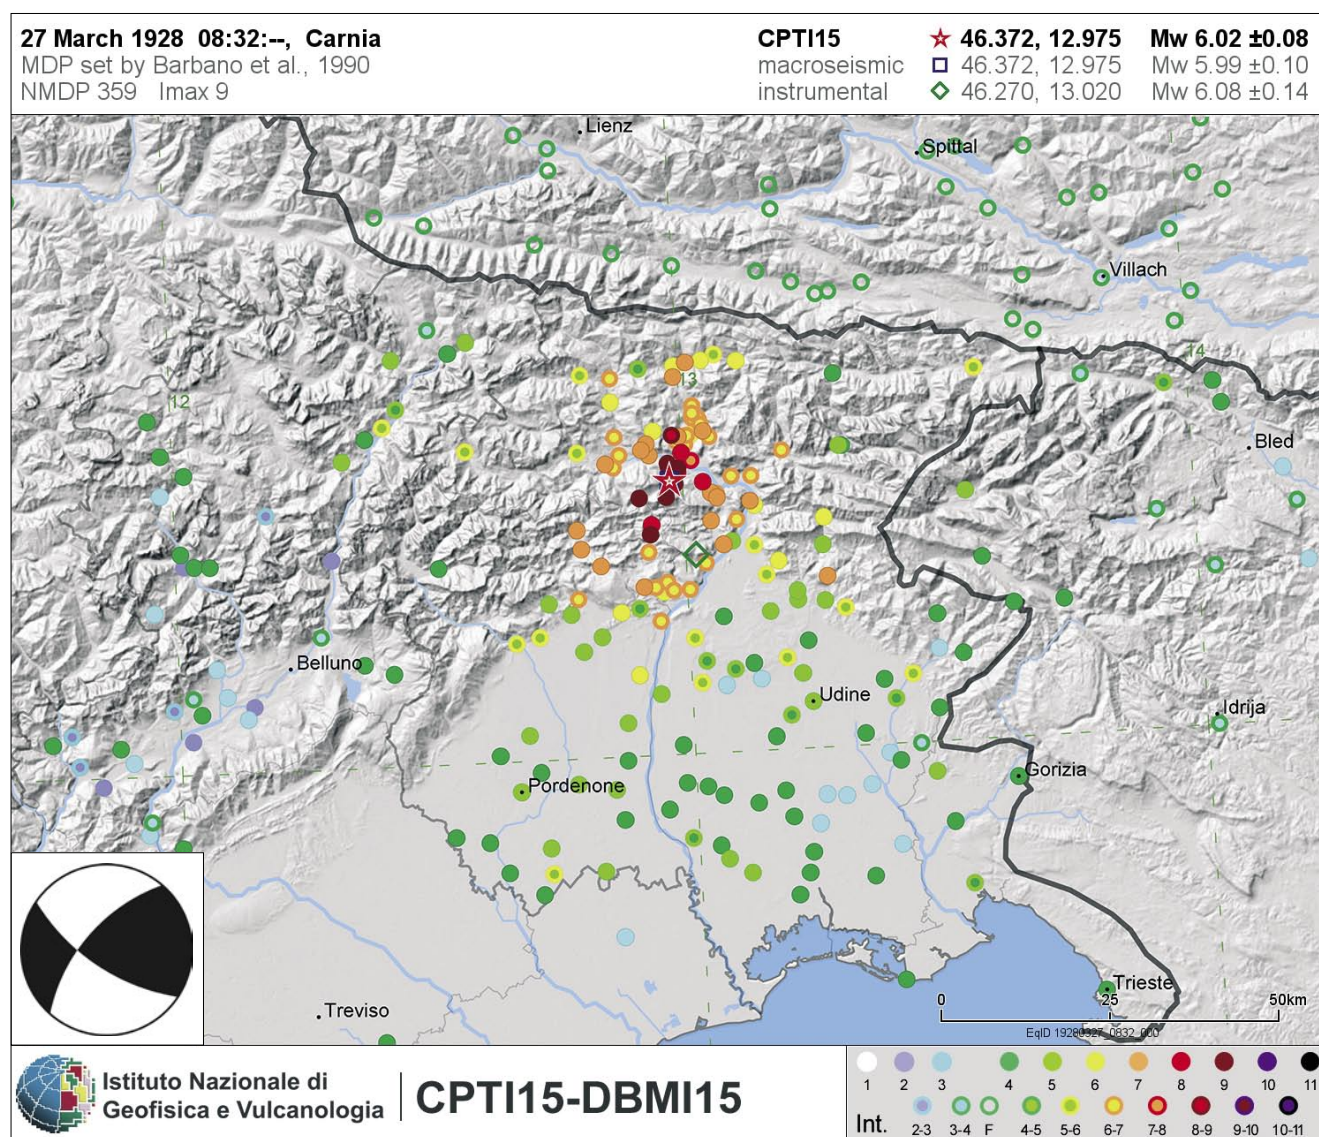 27 March 1928 08:32:--, Carnia
MDP set by Barbano et al., 1990
NMDP 359 Imax 9
CPTI15 46.372, 12.975 Mw 6.02 ±0.08
macroseismic 46.372, 12.975 Mw 5.99 ±0.10
instrumental 46.270, 13.020 Mw 6.08 ±0.14
Lienz
Spittal
Villach
14
13
12
Bled
Belluno
Udine
Idrija
Gorizia
Pordenone
Trieste
Treviso
0 25 50km
EqID 19280327_0832_000
Istituto Nazionale di
Geofisica e Vulcanologia
CPTI15-DBMI15
1 2 3 4 5 6 7 8 9 10 11
Int. 2-3 3-4 F 4-5 5-6 6-7 7-8 8-9 9-10 10-11